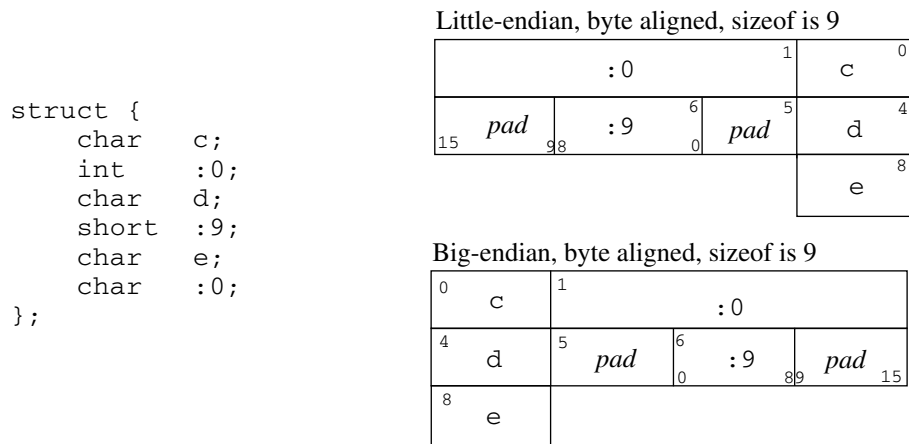 struct {
char c;
int :0;
char d;
short :9;
char e;
char :0;
};
Little-endian, byte aligned, sizeof is 9
:0 1 c 0
pad :9 6 pad 5 d 4
15 9 8 0
e 8
Big-endian, byte aligned, sizeof is 9
0 c 1 :0
4 d 5 pad 6 :9 pad
0 8 9 15
8 e